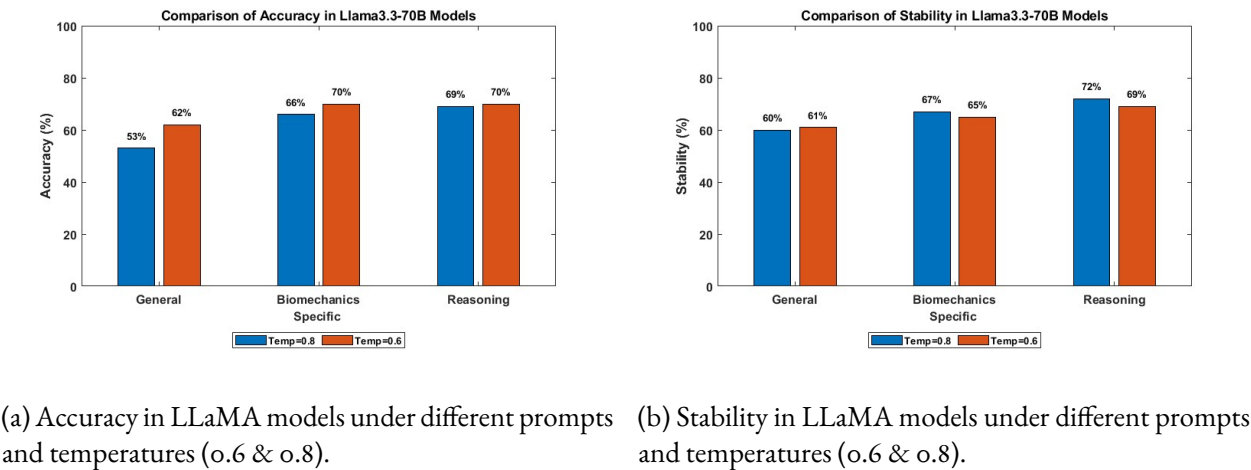 Comparison of Accuracy in Llama3.3-70B Models
100
80
60
40
20
0
Accuracy (%)
53%
62%
66%
70%
69%
70%
General
Biomechanics
Specific
Reasoning
Temp=0.8
Temp=0.6
Comparison of Stability in Llama3.3-70B Models
100
80
60
40
20
0
Stability (%)
60%
61%
67%
65%
72%
69%
General
Biomechanics
Specific
Reasoning
Temp=0.8
Temp=0.6
(a) Accuracy in LLaMA models under different prompts
and temperatures (0.6 & 0.8).
(b) Stability in LLaMA models under different prompts
and temperatures (0.6 & 0.8).